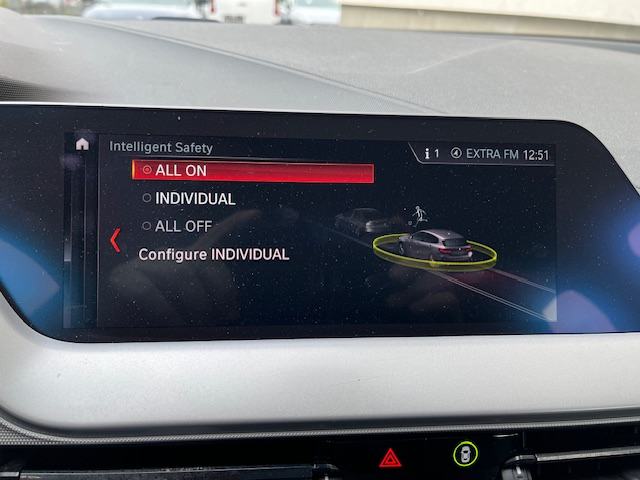 Intelligent Safety
i 1 EXTRA FM 12:51
ALL ON
INDIVIDUAL
ALL OFF
Configure INDIVIDUAL